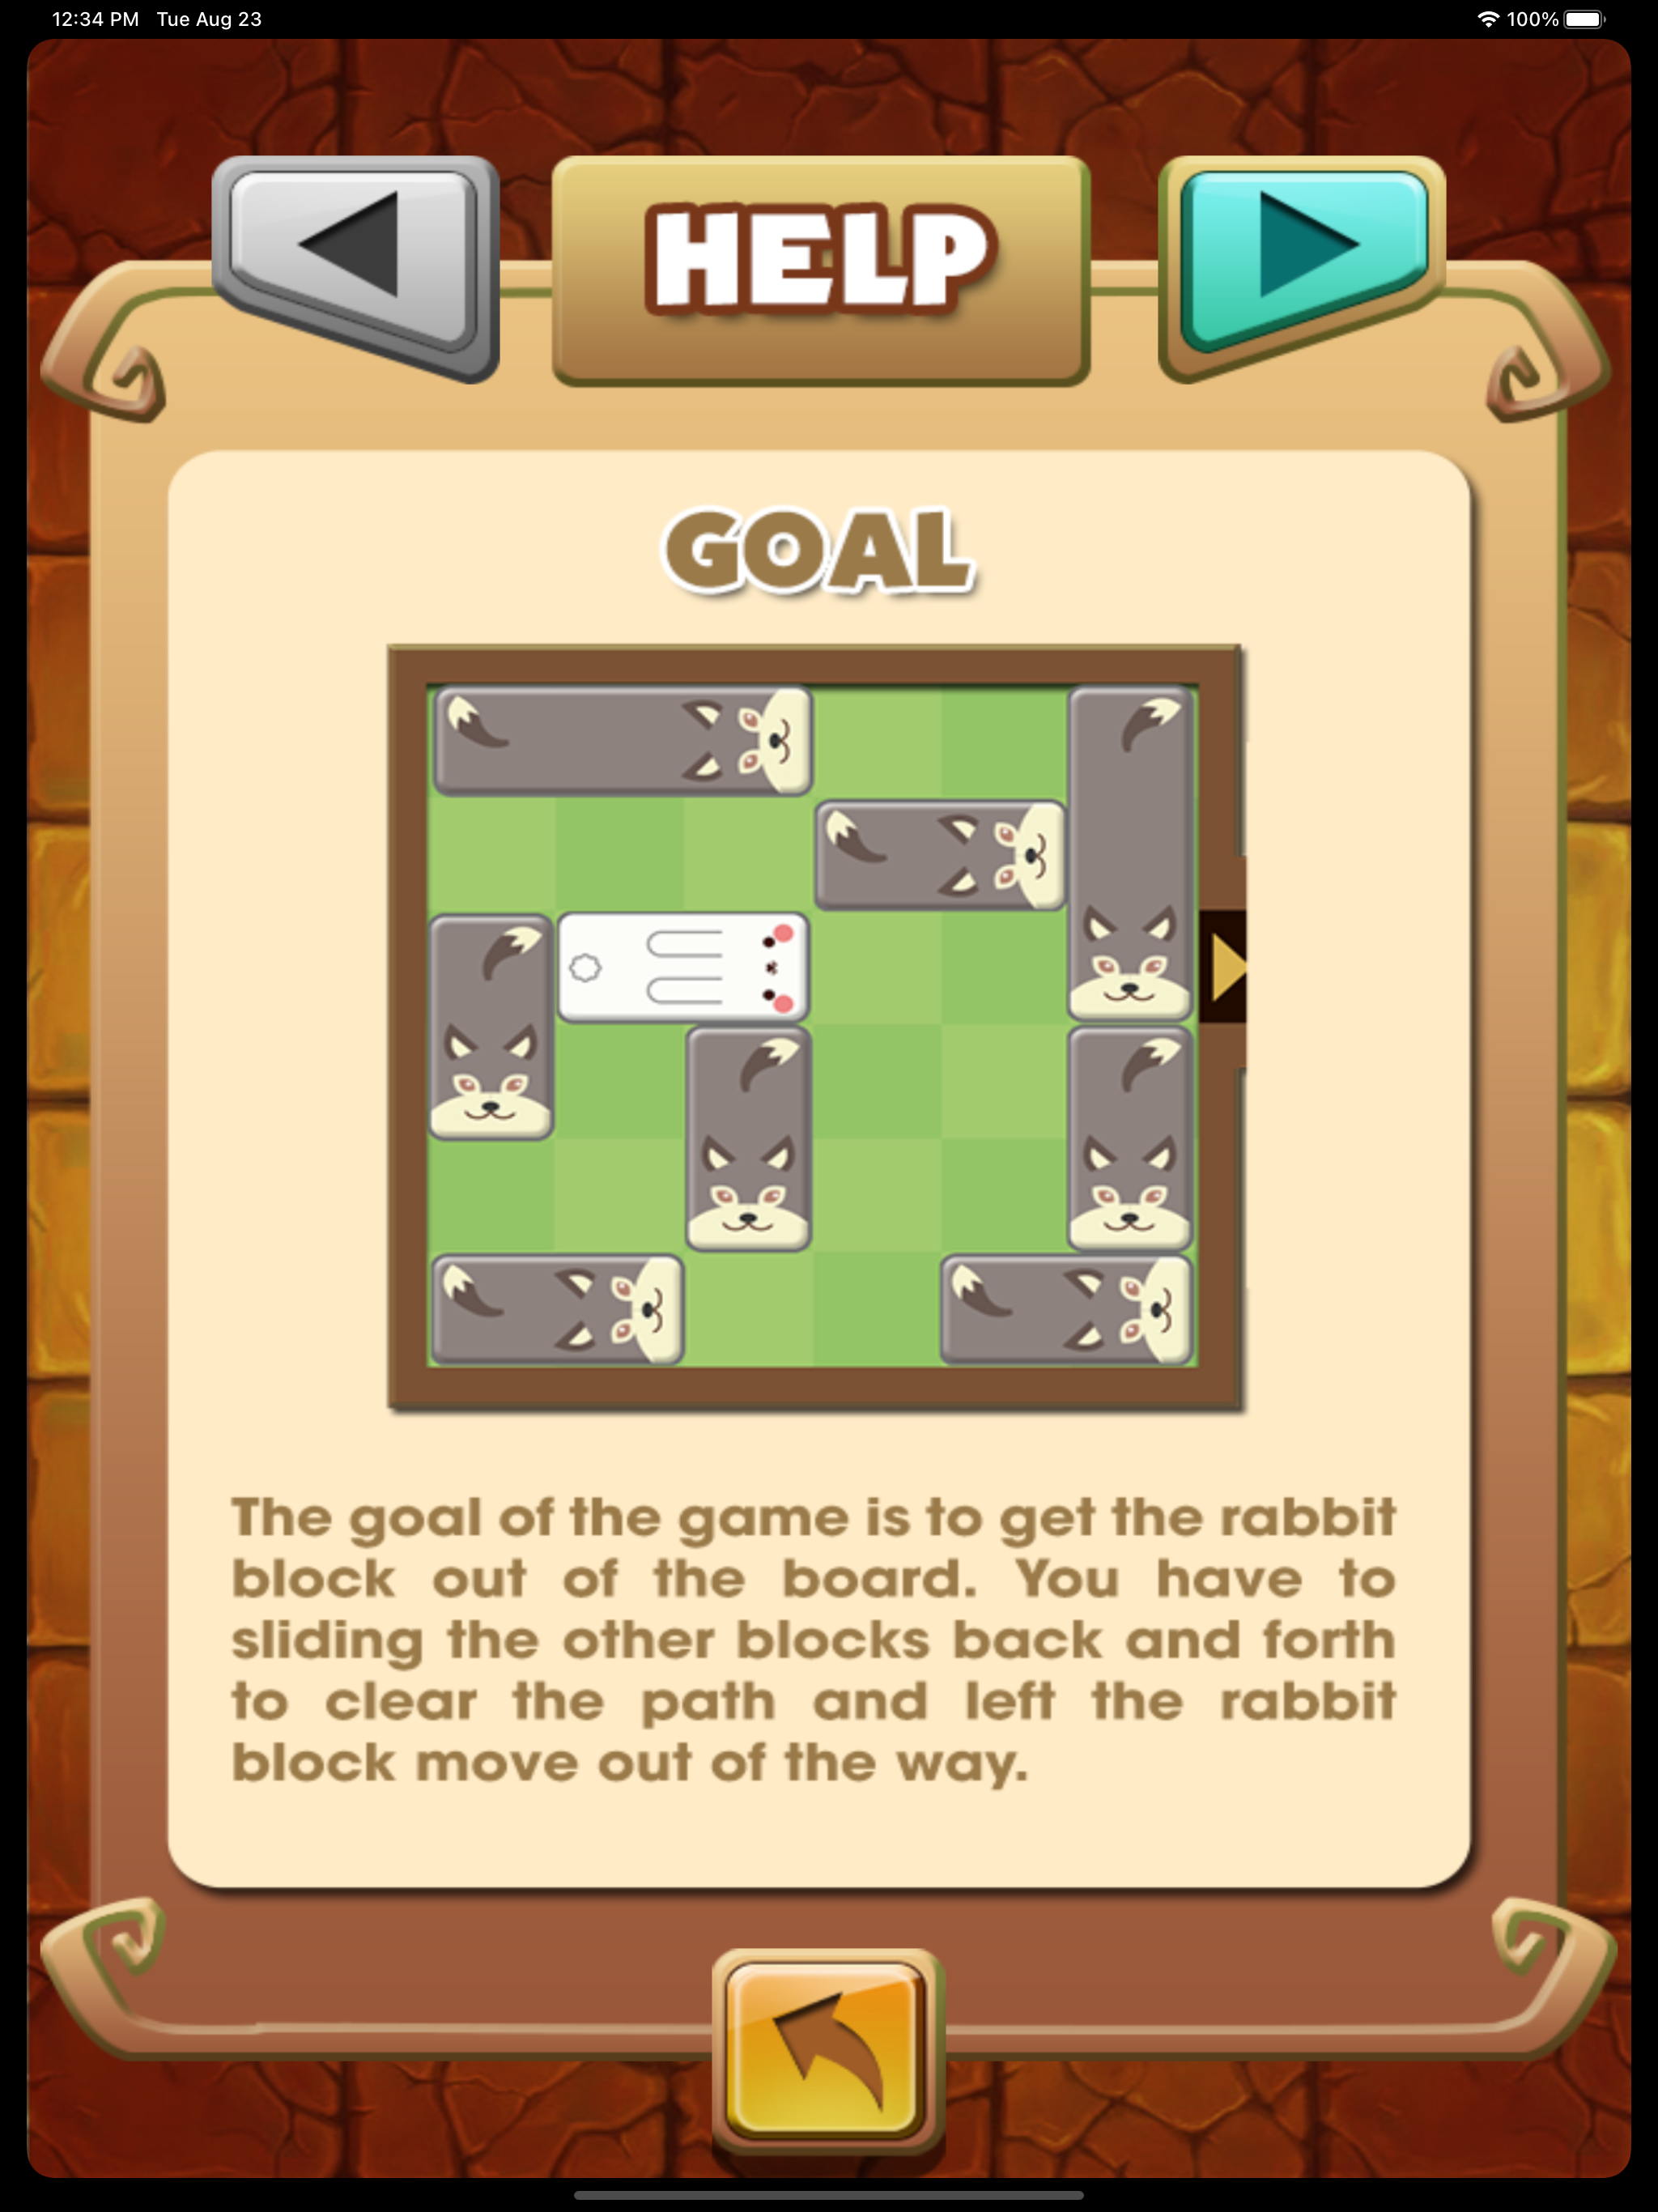 12:34 PM Tue Aug 23
100%
HELP
GOAL
The goal of the game is to get the rabbit
block out of the board. You have to
sliding the other blocks back and forth
to clear the path and left the rabbit
block move out of the way.